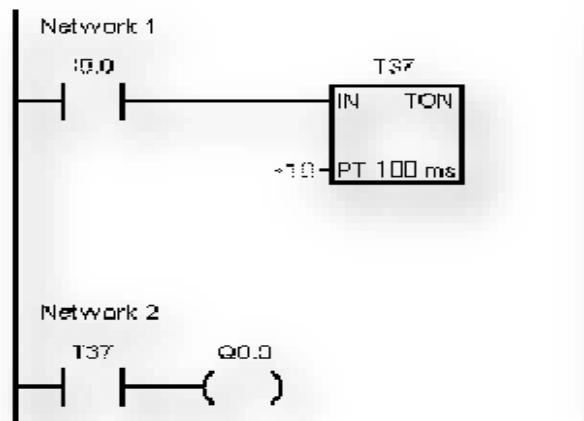 Network 1
I0.0
T37
IN TON
+10 PT 100 ms
Network 2
T37 Q0.0